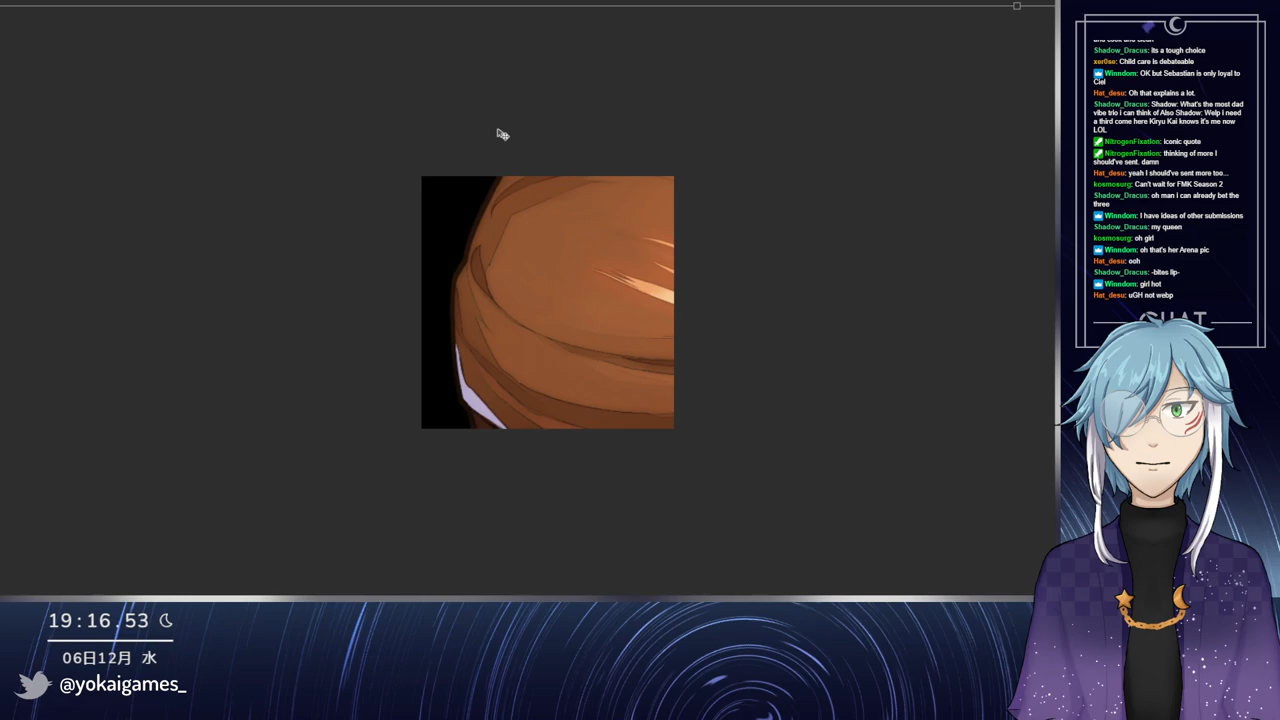 Shadow_Dracus: its a tough choice
xer0se: Child care is debateable
Winndom: OK but Sebastian is only loyal to
Ciel
Hat_desu: Oh that explains a lot.
Shadow_Dracus: Shadow: What's the most dad
vibe trio I can think of Also Shadow: Welp I need
a third come here Kiryu Kai knows it's me now
LOL
NitrogenFixation: Iconic quote
NitrogenFixation: thinking of more I
should've sent. damn
Hat_desu: yeah I should've sent more too...
kosmosurg: Can't wait for FMK Season 2
Shadow_Dracus: oh man I can already bet the
three
Winndom: I have ideas of other submissions
Shadow_Dracus: my queen
kosmosurg: oh girl
Winndom: oh that's her Arena pic
Hat_desu: ooh
Shadow_Dracus: -bites lip-
Winndom: girl hot
Hat_desu: uGH not webp
CHAT
19:16.53
06日12月 水
@yokaigames_